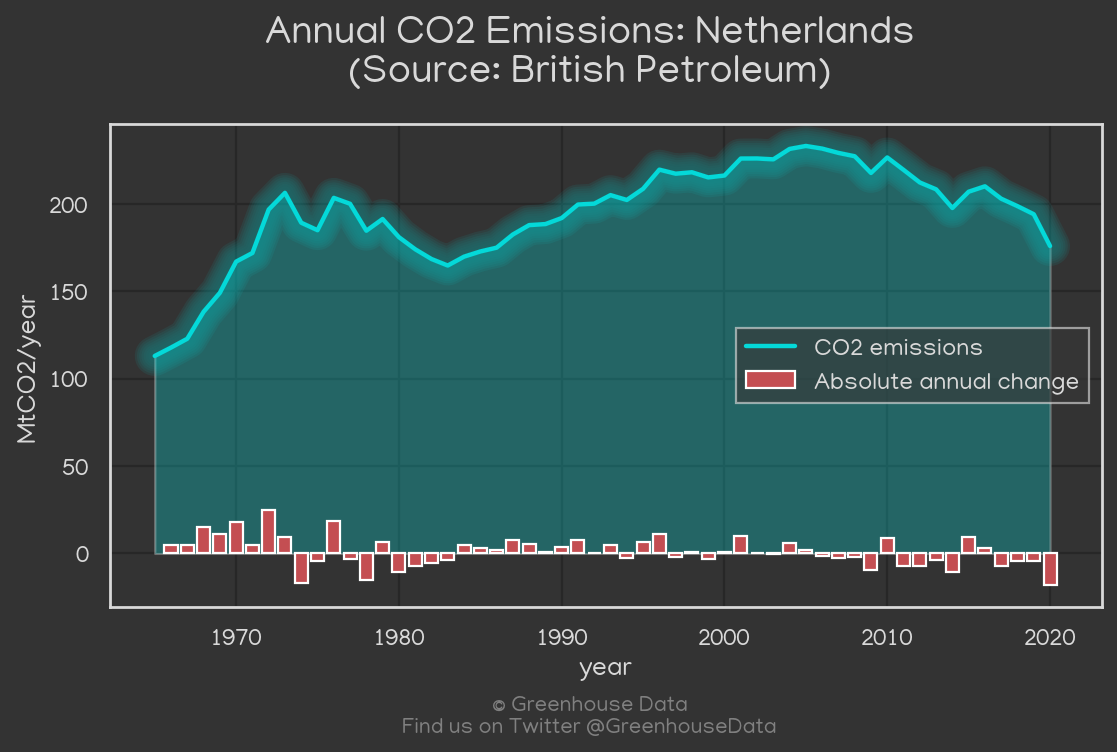 Annual CO2 Emissions: Netherlands
(Source: British Petroleum)
MtCO2/year
200
150
100
50
0
CO2 emissions
Absolute annual change
1970 1980 1990 2000 2010 2020
year
© Greenhouse Data
Find us on Twitter @GreenhouseData